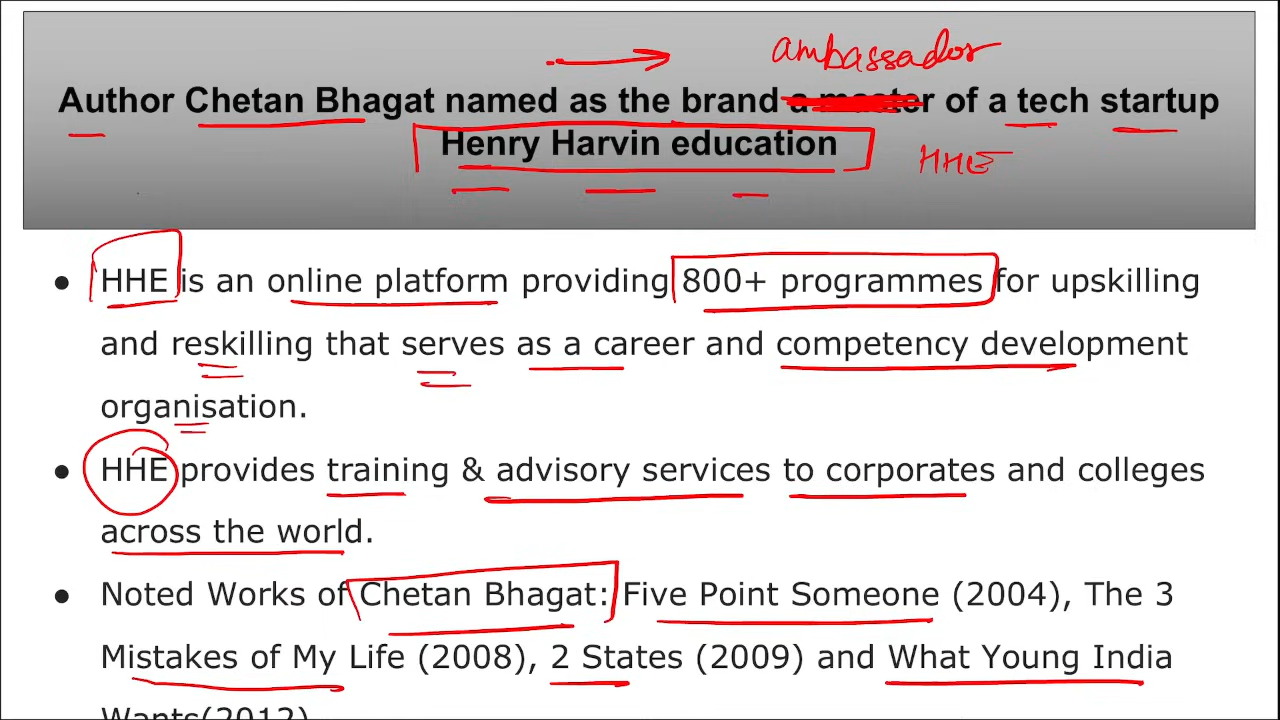 ambassador
Author Chetan Bhagat named as the brand a master of a tech startup
Henry Harvin education
HHE
● HHE is an online platform providing 800+ programmes for upskilling
and reskilling that serves as a career and competency development
organisation.
● HHE provides training & advisory services to corporates and colleges
across the world.
● Noted Works of Chetan Bhagat: Five Point Someone (2004), The 3
Mistakes of My Life (2008), 2 States (2009) and What Young India
Wants(2012)